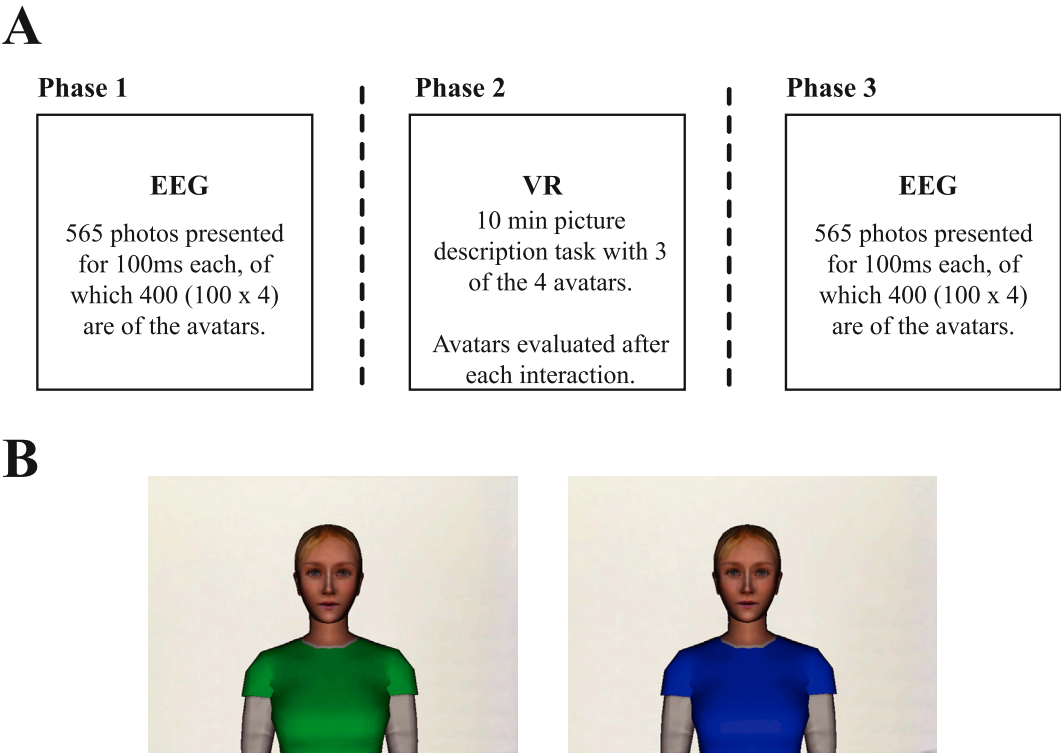 A
Phase 1
EEG
565 photos presented
for 100ms each, of
which 400 (100 x 4)
are of the avatars.
Phase 2
VR
10 min picture
description task with 3
of the 4 avatars.
Avatars evaluated after
each interaction.
Phase 3
EEG
565 photos presented
for 100ms each, of
which 400 (100 x 4)
are of the avatars.
B